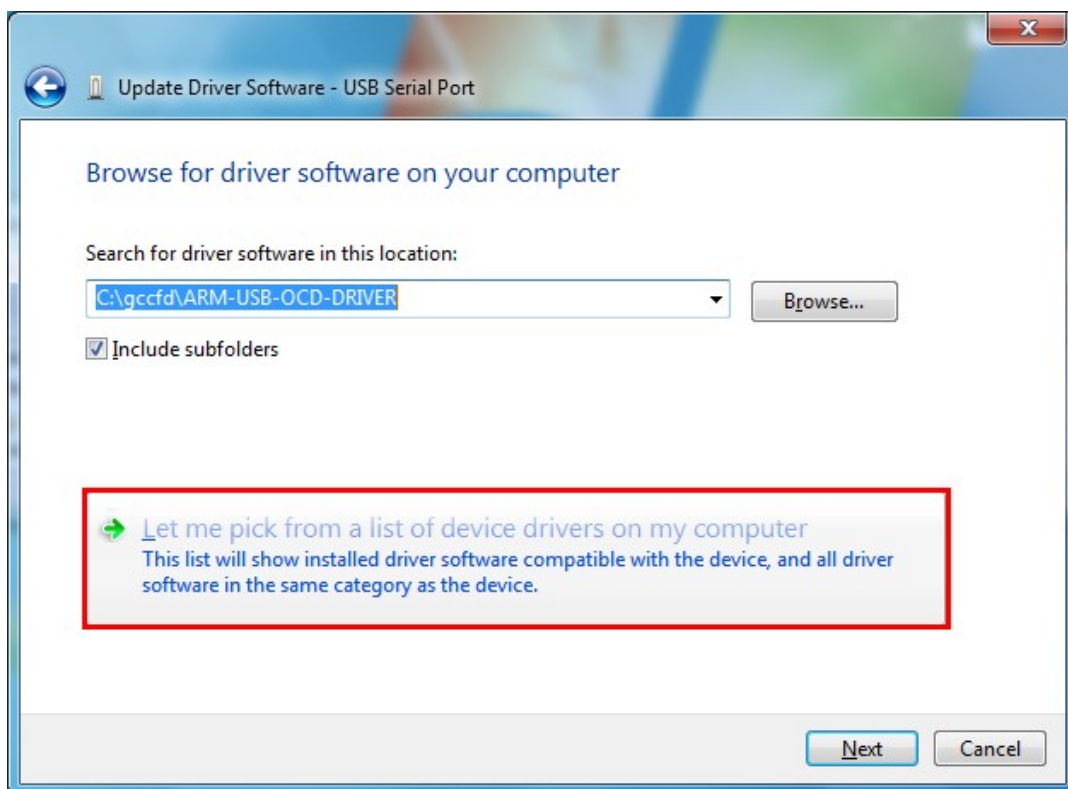 Update Driver Software - USB Serial Port
Browse for driver software on your computer
Search for driver software in this location:
C:\gccfd\ARM-USB-OCD-DRIVER
Browse...
Include subfolders
Let me pick from a list of device drivers on my computer
This list will show installed driver software compatible with the device, and all driver
software in the same category as the device.
Next
Cancel